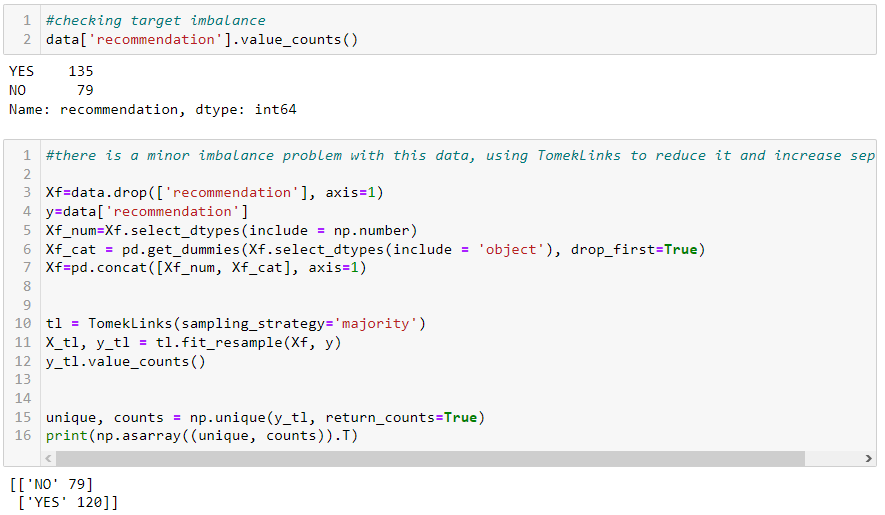 1 #checking target imbalance
2 data['recommendation'].value_counts()
YES 135
NO 79
Name: recommendation, dtype: int64
1 #there is a minor imbalance problem with this data, using TomekLinks to reduce it and increase sep
2
3 Xf=data.drop(['recommendation'], axis=1)
4 y=data['recommendation']
5 Xf_num=Xf.select_dtypes(include = np.number)
6 Xf_cat = pd.get_dummies(Xf.select_dtypes(include = 'object'), drop_first=True)
7 Xf=pd.concat([Xf_num, Xf_cat], axis=1)
8
9
10 tl = TomekLinks(sampling_strategy='majority')
11 X_tl, y_tl = tl.fit_resample(Xf, y)
12 y_tl.value_counts()
13
14
15 unique, counts = np.unique(y_tl, return_counts=True)
16 print(np.asarray((unique, counts)).T)
[['NO' 79]
['YES' 120]]